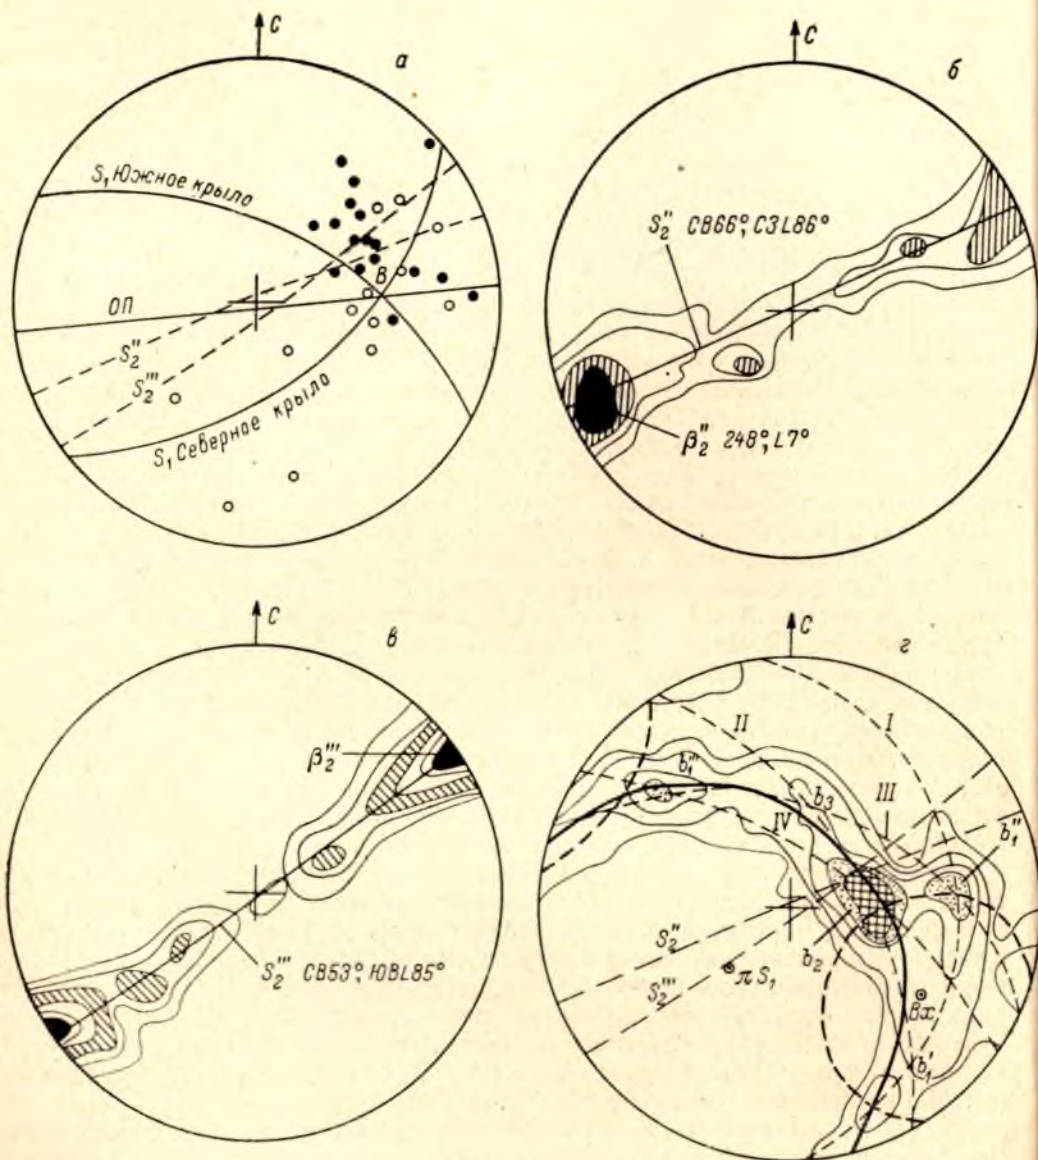 С
а
S₁ Южное крыло
ОП
В
S₂″
S₂‴
S₁ Северное крыло
С
б
S₂″ СВ66°, СЗ∟86°
β₂″ 248°, ∟7°
С
в
β₂‴
S₂‴ СВ53°, ЮВ∟85°
С
г
I
II
III
IV
b₁‴
b₃
b₁″
b₂
S₂″
S₂‴
πS₁
Вх
b₁′